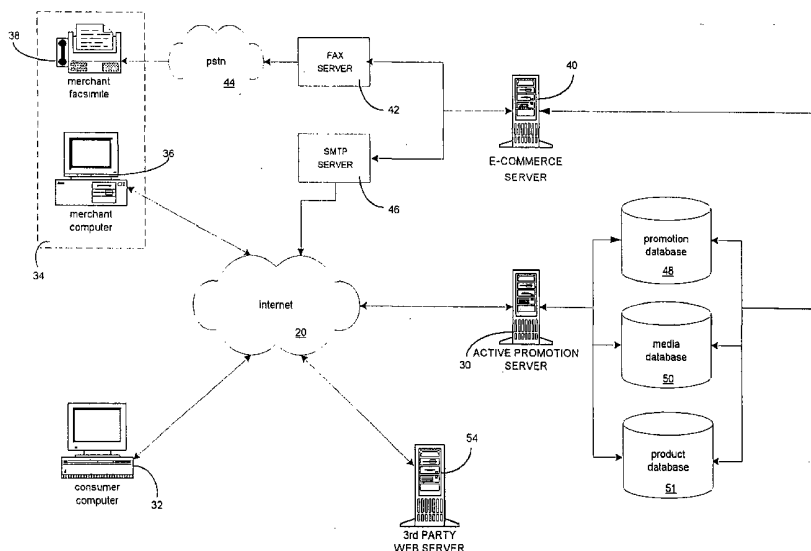 38
merchant
facsimile
pstn
44
FAX
SERVER
42
40
E-COMMERCE
SERVER
SMTP
SERVER
46
36
merchant
computer
34
internet
20
30
ACTIVE PROMOTION
SERVER
promotion
database
48
media
database
50
product
database
51
consumer
computer
32
54
3rd PARTY
WEB SERVER